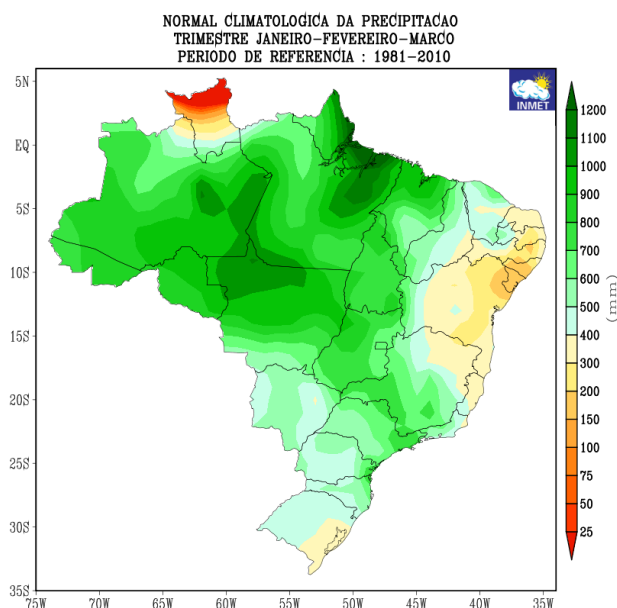 NORMAL CLIMATOLOGICA DA PRECIPITACAO
TRIMESTRE JANEIRO-FEVEREIRO-MARCO
PERIODO DE REFERENCIA : 1981-2010
INMET
5N
EQ
5S
10S
15S
20S
25S
30S
35S
75W 70W 65W 60W 55W 50W 45W 40W 35W
1200
1100
1000
900
800
700
600
500
400
300
200
150
100
75
50
25
(mm)